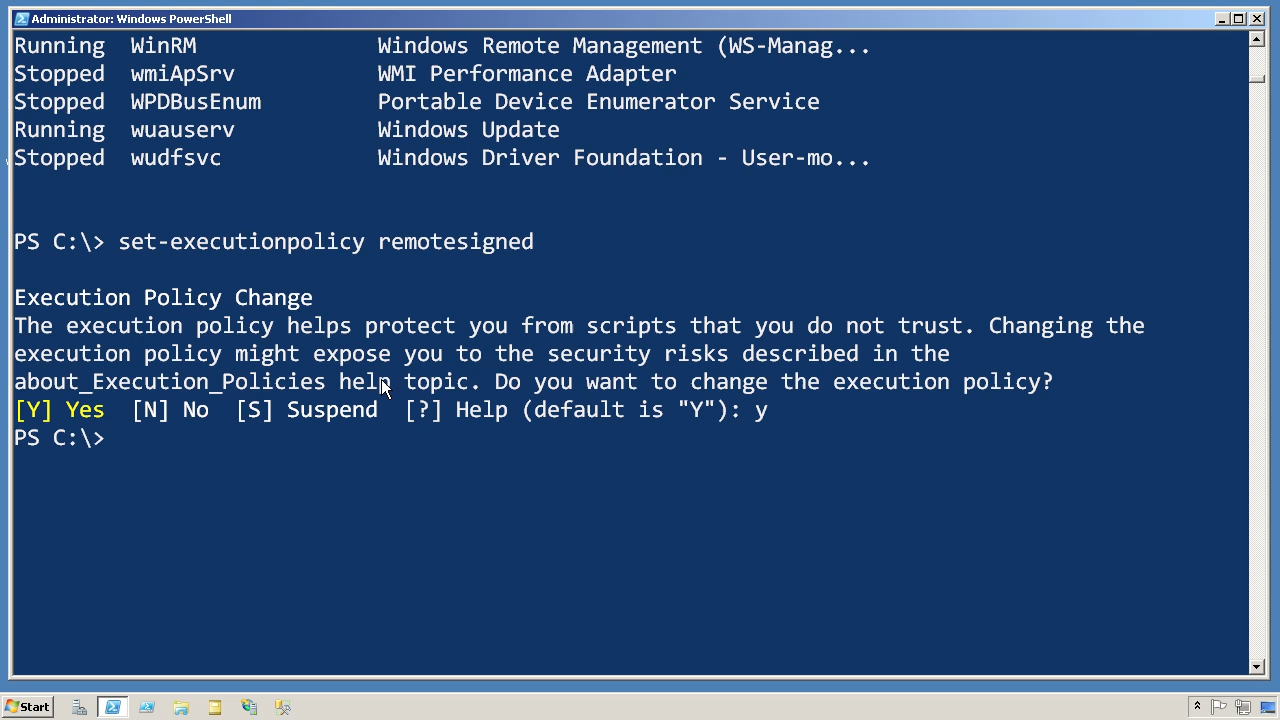 Administrator: Windows PowerShell
Running  WinRM              Windows Remote Management (WS-Manag...
Stopped  wmiApSrv           WMI Performance Adapter
Stopped  WPDBusEnum         Portable Device Enumerator Service
Running  wuauserv           Windows Update
Stopped  wudfsvc            Windows Driver Foundation - User-mo...
PS C:\> set-executionpolicy remotesigned
Execution Policy Change
The execution policy helps protect you from scripts that you do not trust. Changing the
execution policy might expose you to the security risks described in the
about_Execution_Policies help topic. Do you want to change the execution policy?
[Y] Yes  [N] No  [S] Suspend  [?] Help (default is "Y"): y
PS C:\>
Start